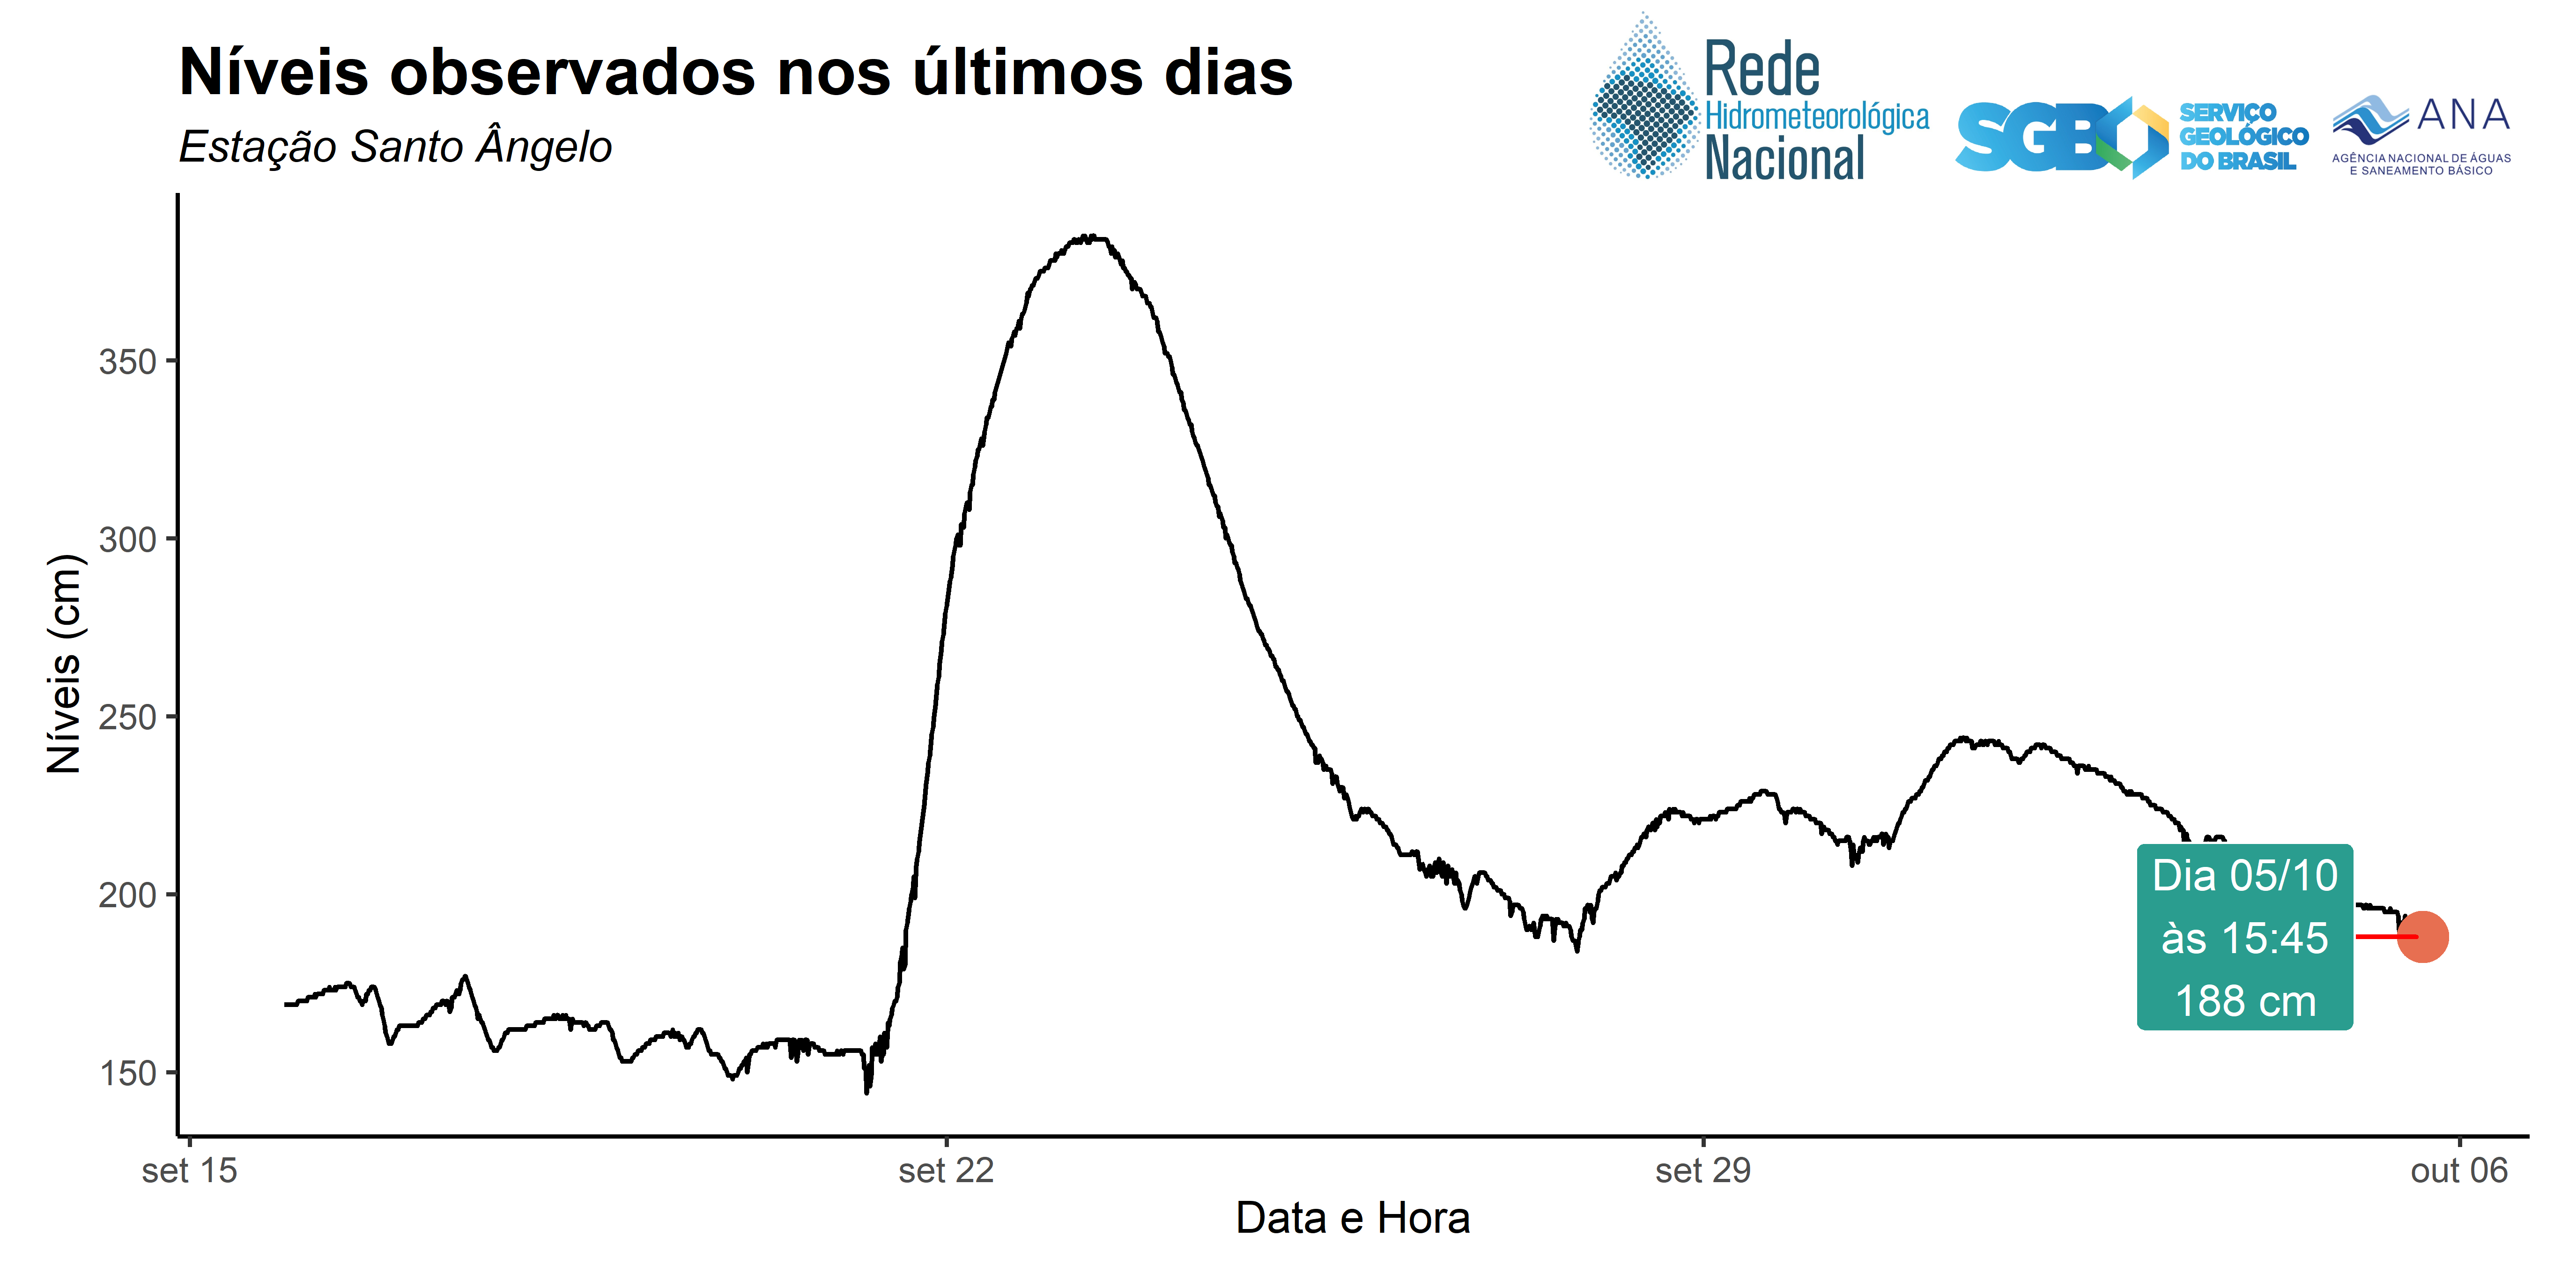 Níveis observados nos últimos dias
Estação Santo Ângelo
Rede
Hidrometeorológica
Nacional
SGB
SERVIÇO
GEOLÓGICO
DO BRASIL
ANA
AGÊNCIA NACIONAL DE ÁGUAS
E SANEAMENTO BÁSICO
Níveis (cm)
350
300
250
200
150
Dia 05/10
às 15:45
188 cm
set 15
set 22
set 29
out 06
Data e Hora